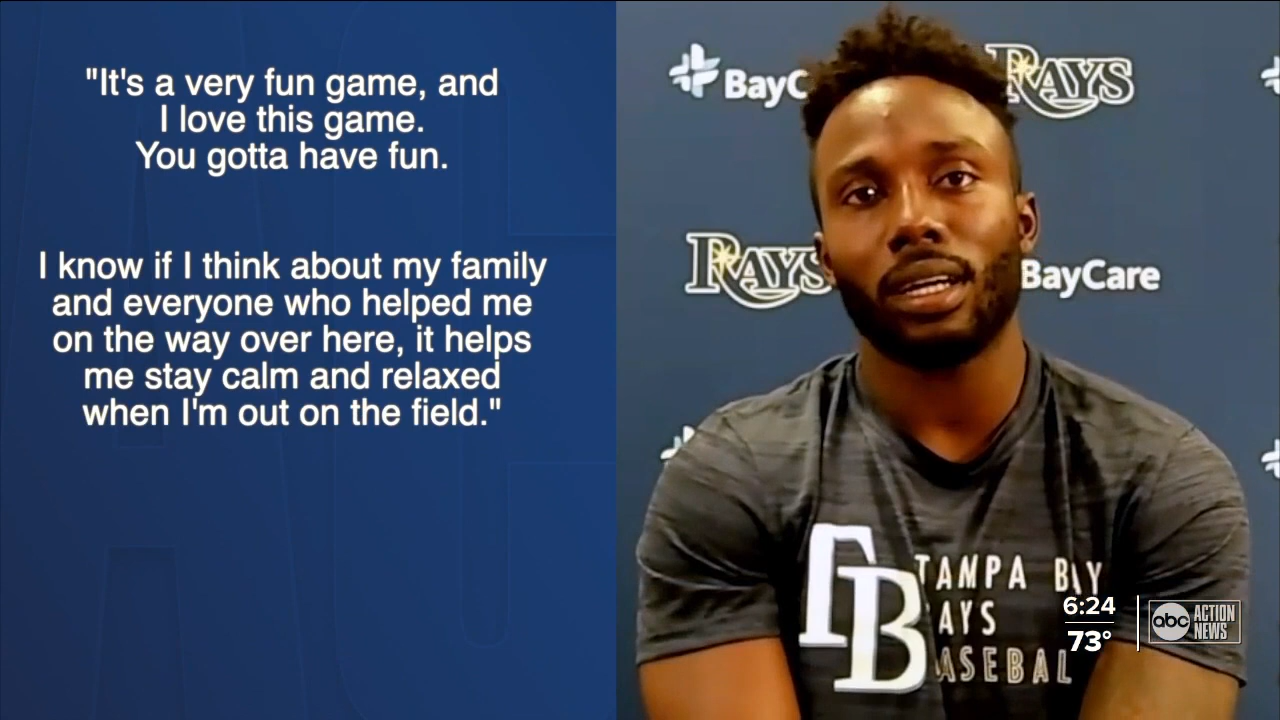 "It's a very fun game, and
I love this game.
You gotta have fun.
I know if I think about my family
and everyone who helped me
on the way over here, it helps
me stay calm and relaxed
when I'm out on the field."
BayC
RAYS
RAYS
BayCare
TB
TAMPA BAY
RAYS
BASEBAL
6:24
73°
abc
ACTION
NEWS